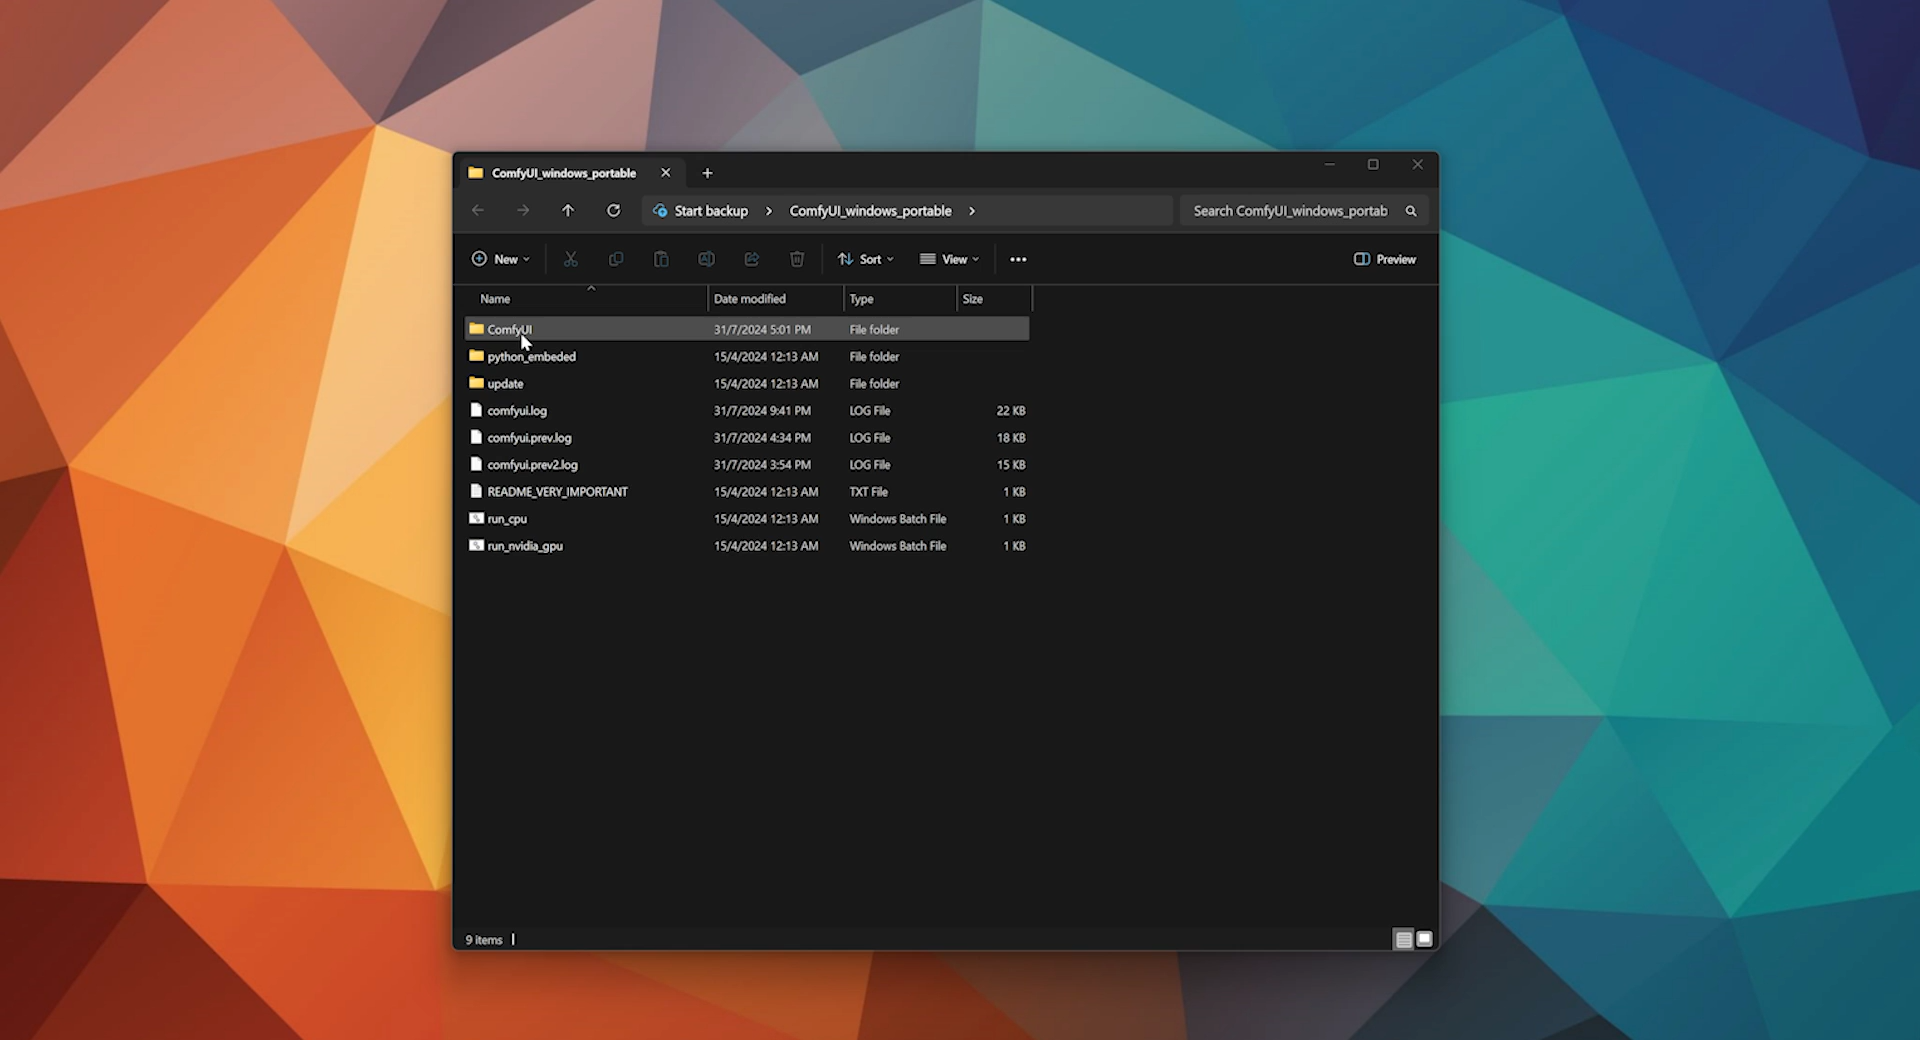 ComfyUI_windows_portable
Start backup > ComfyUI_windows_portable >
Search ComfyUI_windows_portab
New
Sort
View
Preview
Name Date modified Type Size
ComfyUI 31/7/2024 5:01 PM File folder
python_embeded 15/4/2024 12:13 AM File folder
update 15/4/2024 12:13 AM File folder
comfyui.log 31/7/2024 9:41 PM LOG File 22 KB
comfyui.prev.log 31/7/2024 4:34 PM LOG File 18 KB
comfyui.prev2.log 31/7/2024 3:54 PM LOG File 15 KB
README_VERY_IMPORTANT 15/4/2024 12:13 AM TXT File 1 KB
run_cpu 15/4/2024 12:13 AM Windows Batch File 1 KB
run_nvidia_gpu 15/4/2024 12:13 AM Windows Batch File 1 KB
9 items